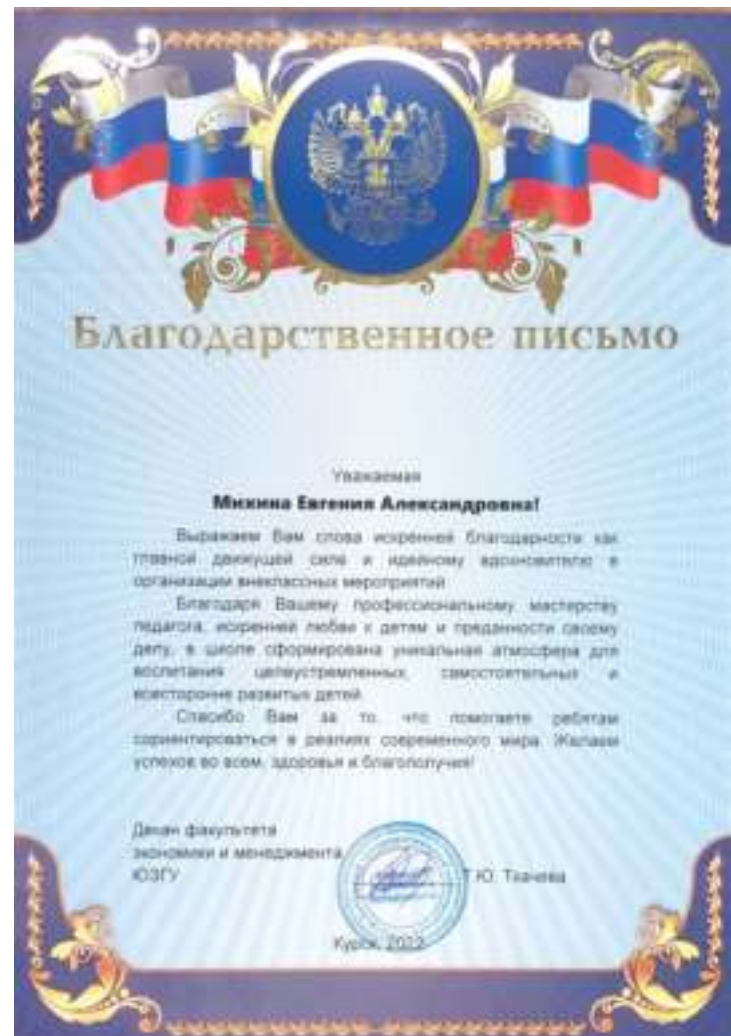 Благодарственное письмо
Уважаемая
Михина Евгения Александровна!
Выражаем Вам слова искренней благодарности как
главной движущей силе и идейному вдохновителю в
организации внеклассных мероприятий.
Благодаря Вашему профессиональному мастерству
педагога, искренней любви к детям и преданности своему
делу, в школе сформирована уникальная атмосфера для
воспитания целеустремленных, самостоятельных и
всесторонне развитых детей.
Спасибо Вам за то, что помогаете ребятам
сориентироваться в реалиях современного мира. Желаем
успехов во всем, здоровья и благополучия!
Декан факультета
экономики и менеджмента
ЮЗГУ Т.Ю. Ткачева
Курск, 2022